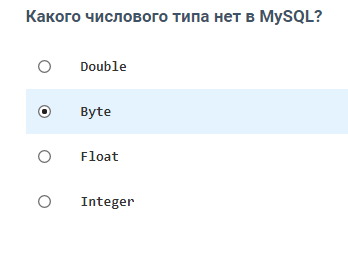 Какого числового типа нет в MySQL?
Double
Byte
Float
Integer